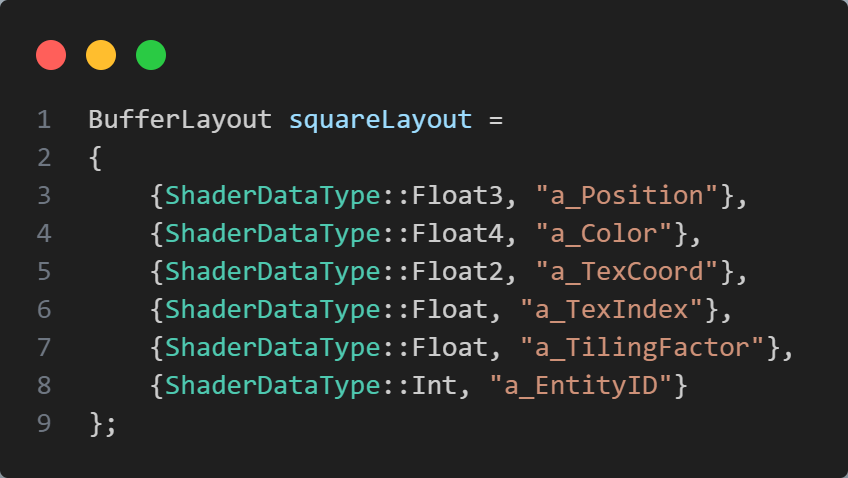 1 BufferLayout squareLayout =
2 {
3     {ShaderDataType::Float3, "a_Position"},
4     {ShaderDataType::Float4, "a_Color"},
5     {ShaderDataType::Float2, "a_TexCoord"},
6     {ShaderDataType::Float, "a_TexIndex"},
7     {ShaderDataType::Float, "a_TilingFactor"},
8     {ShaderDataType::Int, "a_EntityID"}
9 };